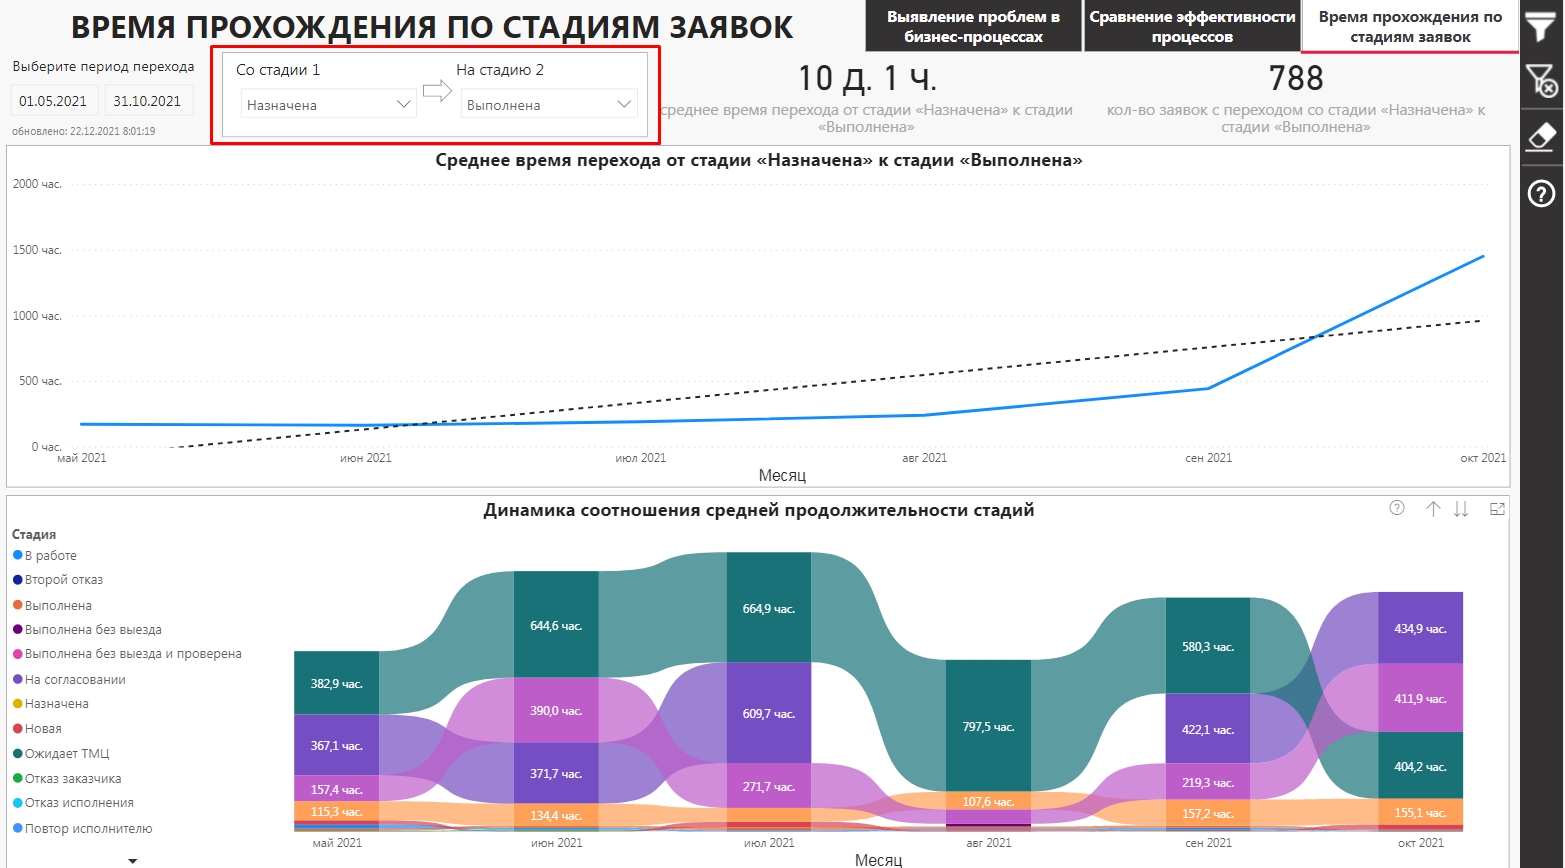 ВРЕМЯ ПРОХОЖДЕНИЯ ПО СТАДИЯМ ЗАЯВОК
Выявление проблем в
бизнес-процессах
Сравнение эффективности
процессов
Время прохождения по
стадиям заявок
Выберите период перехода
01.05.2021
31.10.2021
обновлено: 22.12.2021 8:01:19
Со стадии 1
На стадию 2
Назначена
Выполнена
10 д. 1 ч.
среднее время перехода от стадии «Назначена» к стадии
«Выполнена»
788
кол-во заявок с переходом со стадии «Назначена» к
стадии «Выполнена»
Среднее время перехода от стадии «Назначена» к стадии «Выполнена»
2000 час.
1500 час.
1000 час.
500 час.
0 час.
май 2021
июн 2021
июл 2021
авг 2021
сен 2021
окт 2021
Месяц
Динамика соотношения средней продолжительности стадий
Стадия
В работе
Второй отказ
Выполнена
Выполнена без выезда
Выполнена без выезда и проверена
На согласовании
Назначена
Новая
Ожидает ТМЦ
Отказ заказчика
Отказ исполнения
Повтор исполнителю
382,9 час.
367,1 час.
157,4 час.
115,3 час.
644,6 час.
390,0 час.
371,7 час.
134,4 час.
664,9 час.
609,7 час.
271,7 час.
797,5 час.
107,6 час.
580,3 час.
422,1 час.
219,3 час.
157,2 час.
434,9 час.
411,9 час.
404,2 час.
155,1 час.
май 2021
июн 2021
июл 2021
авг 2021
сен 2021
окт 2021
Месяц